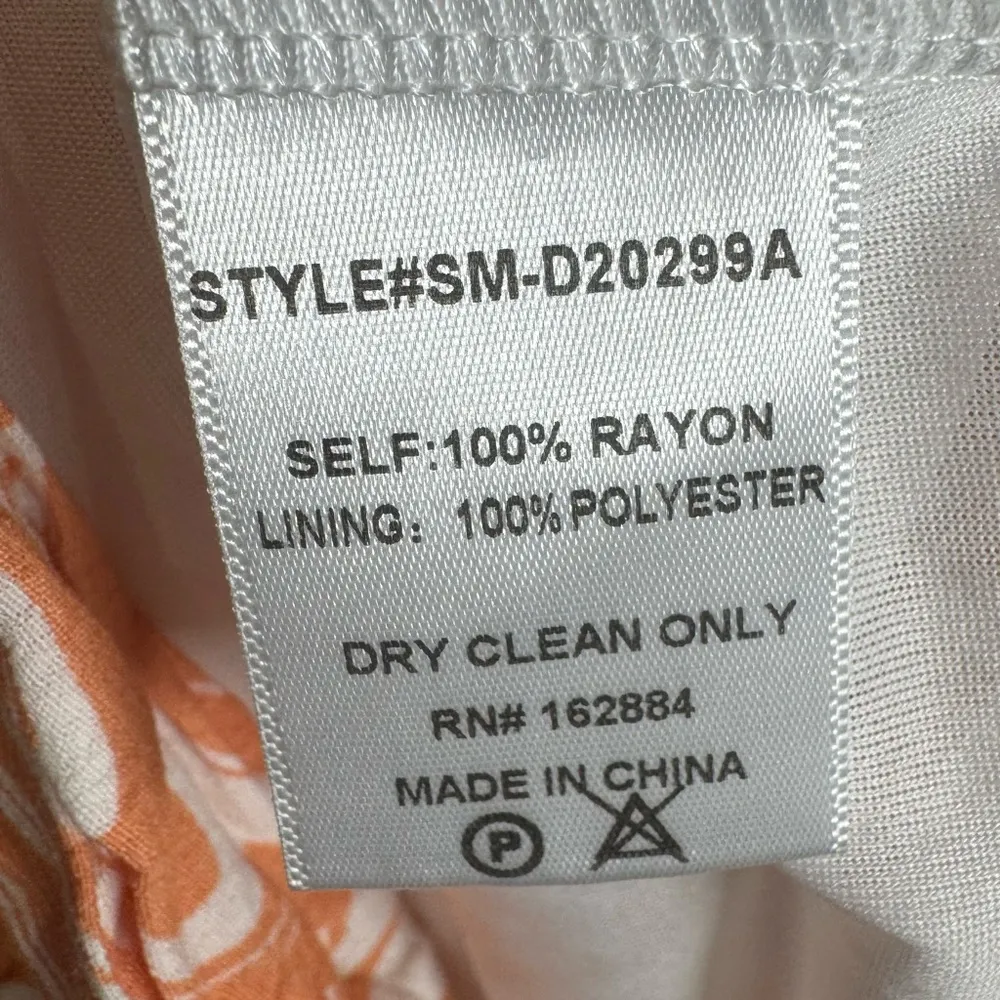 STYLE#SM-D20299A
SELF:100% RAYON
LINING: 100% POLYESTER
DRY CLEAN ONLY
RN# 162884
MADE IN CHINA
P